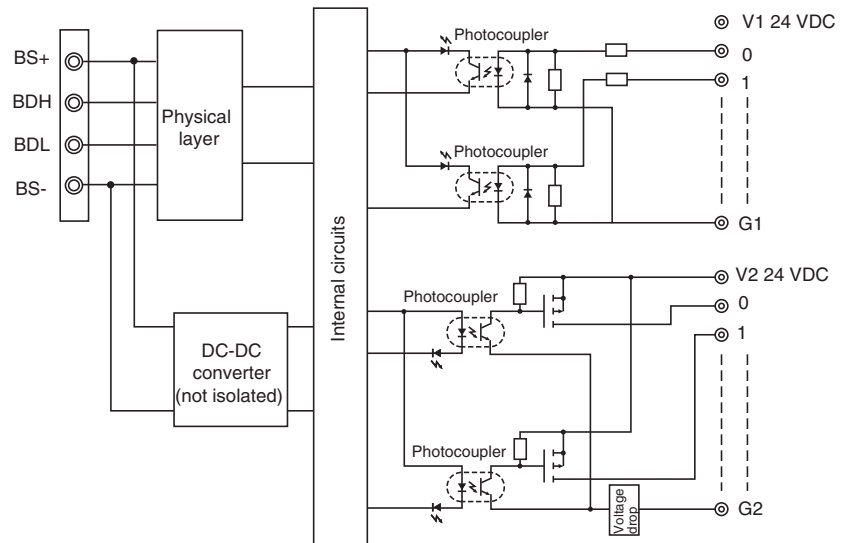 BS+
BDH
BDL
BS-
Physical
layer
DC-DC
converter
(not isolated)
Internal circuits
Photocoupler
Photocoupler
V1 24 VDC
0
1
G1
Photocoupler
Photocoupler
V2 24 VDC
0
1
Voltage
drop
G2